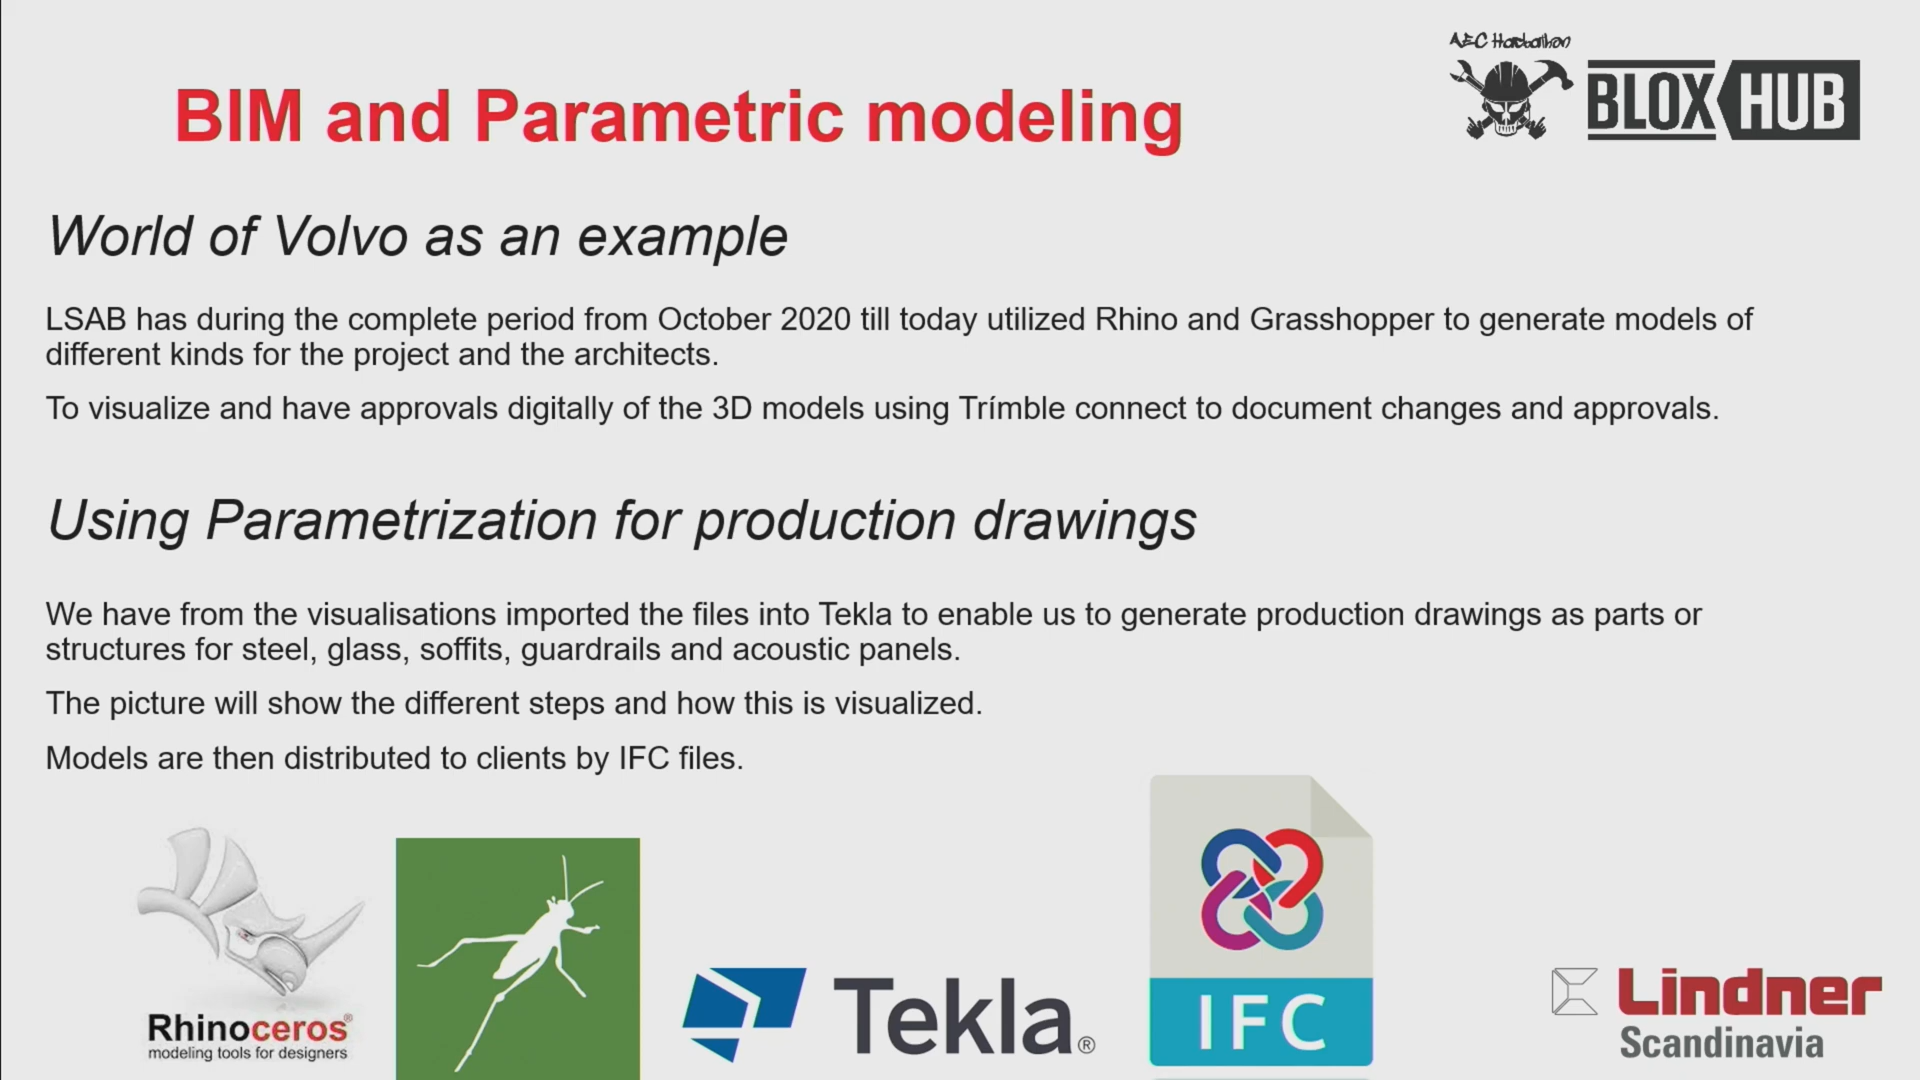 AEC Hackathon
BLOX HUB
BIM and Parametric modeling
World of Volvo as an example
LSAB has during the complete period from October 2020 till today utilized Rhino and Grasshopper to generate models of
different kinds for the project and the architects.
To visualize and have approvals digitally of the 3D models using Trímble connect to document changes and approvals.
Using Parametrization for production drawings
We have from the visualisations imported the files into Tekla to enable us to generate production drawings as parts or
structures for steel, glass, soffits, guardrails and acoustic panels.
The picture will show the different steps and how this is visualized.
Models are then distributed to clients by IFC files.
Rhinoceros®
modeling tools for designers
Tekla®
IFC
Lindner
Scandinavia